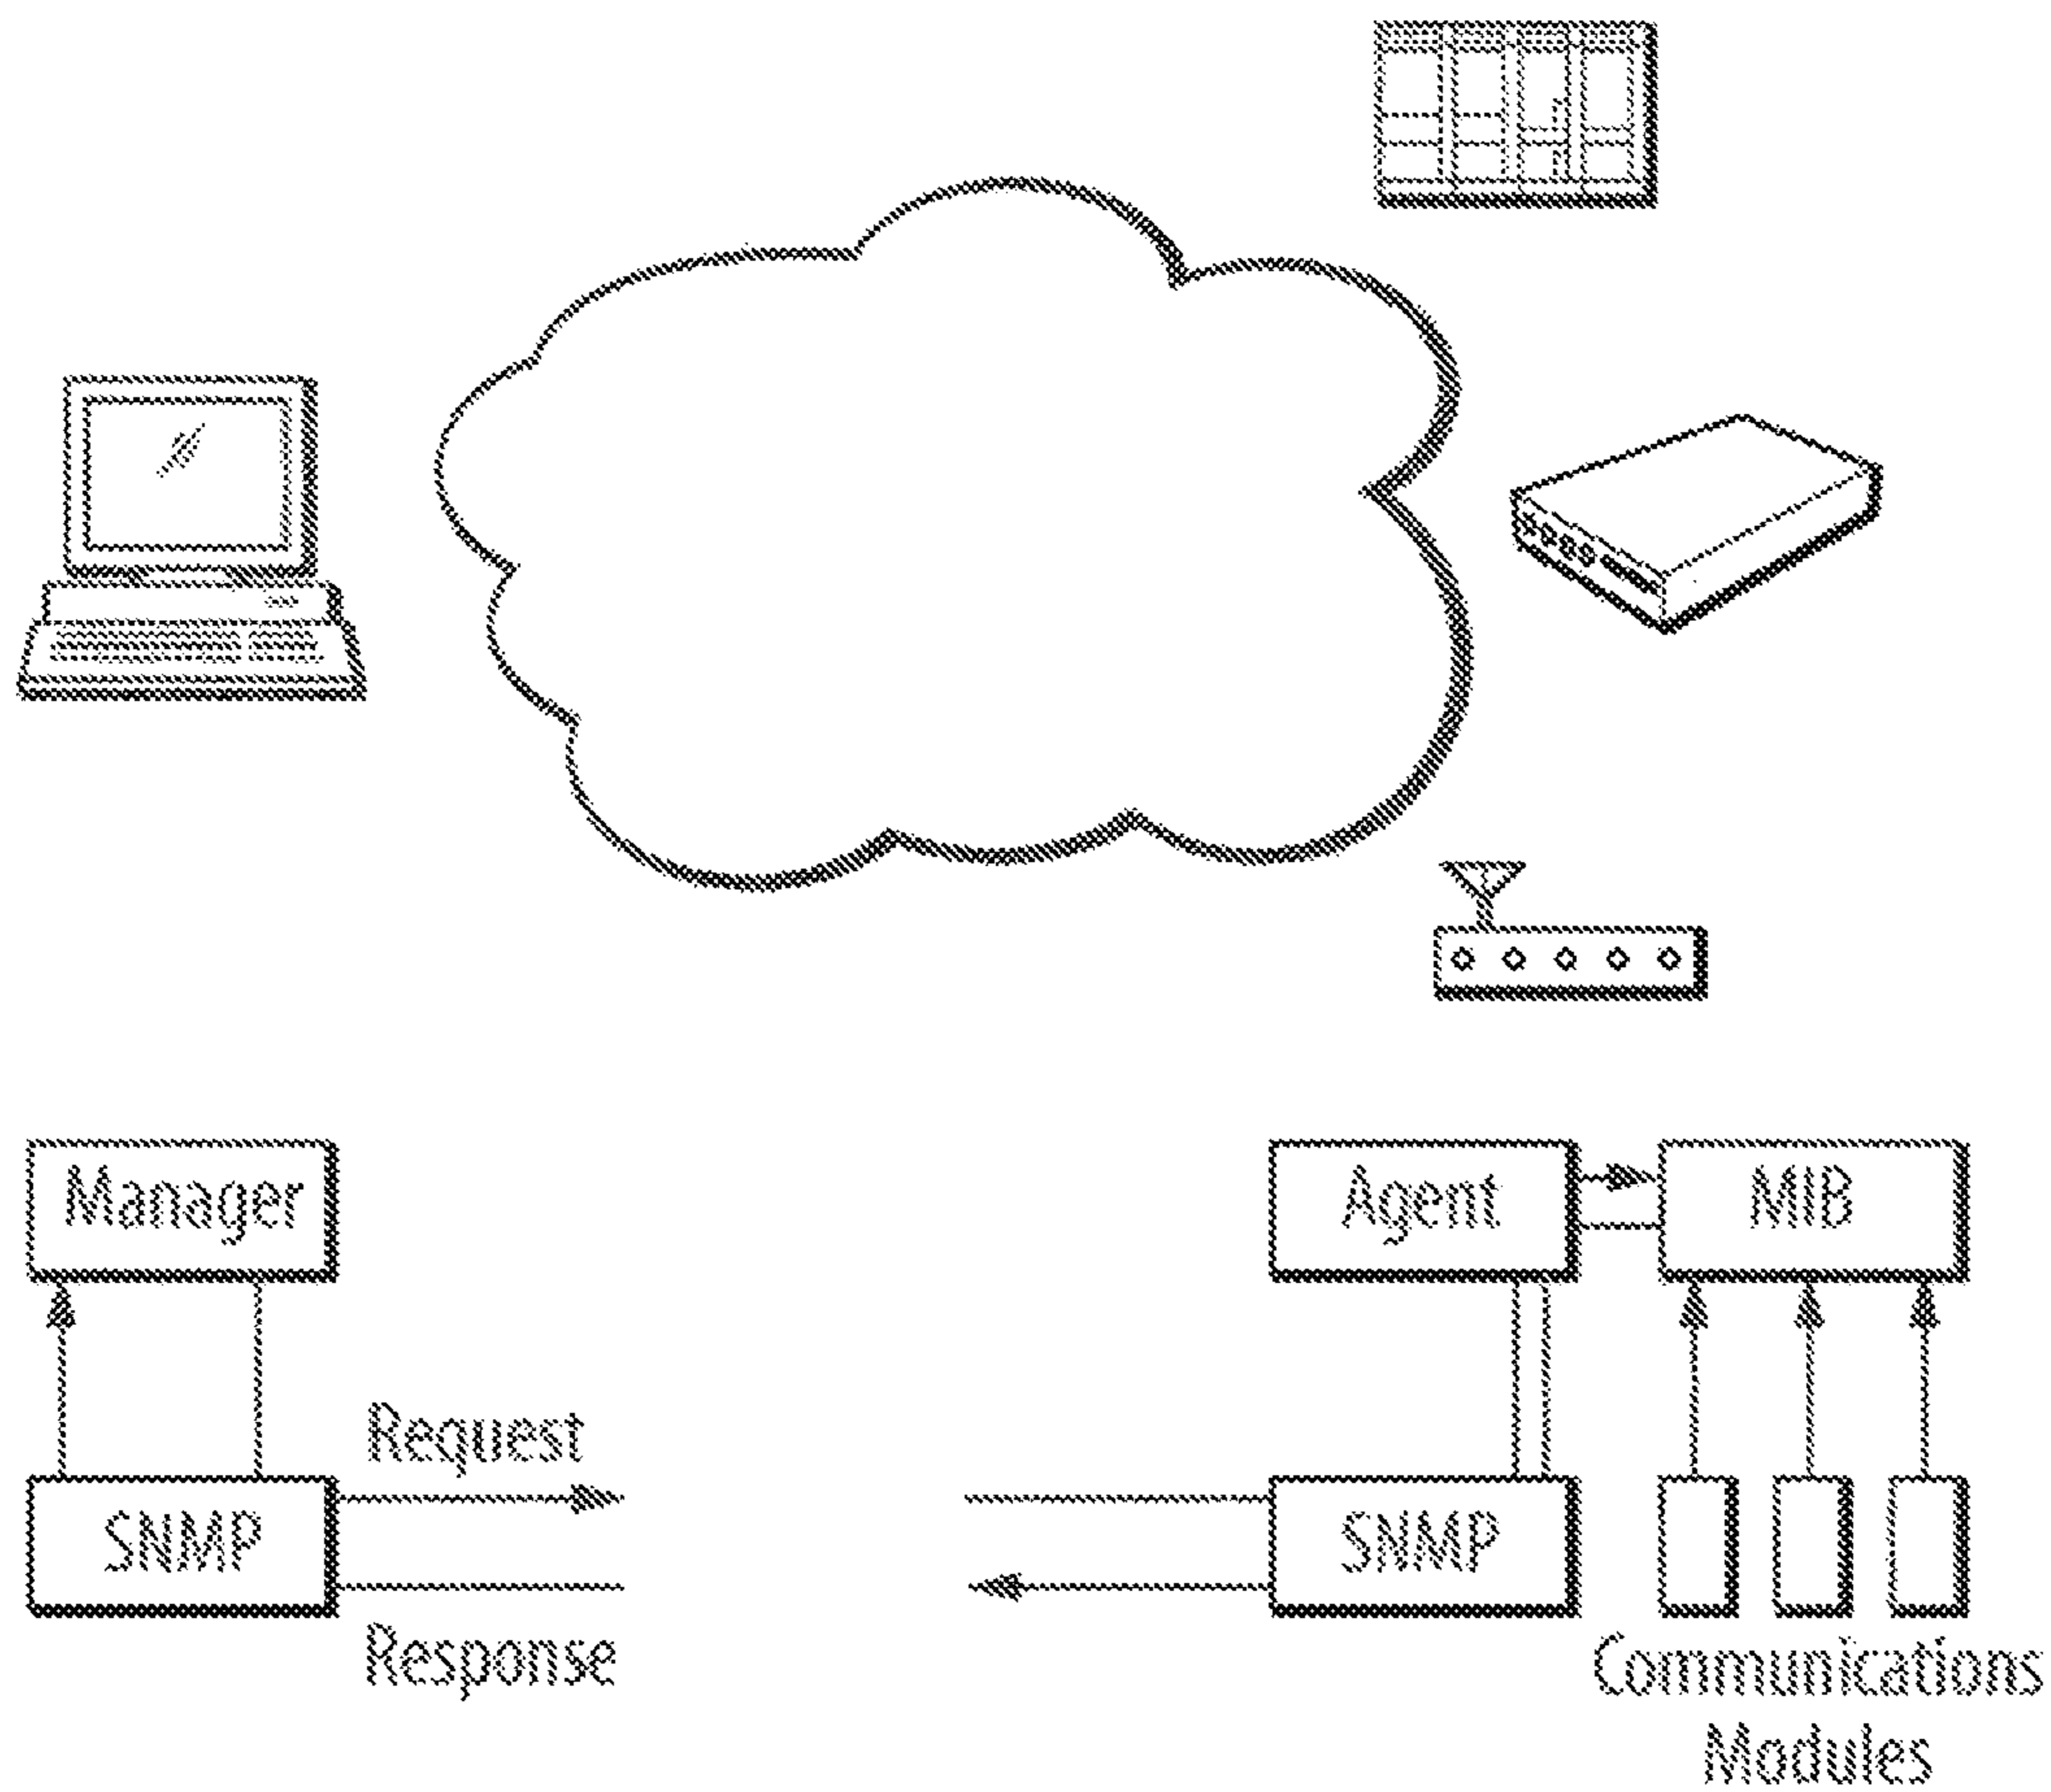 Manager
Agent
MIB
Request
SNMP
SNMP
Response
Communications
Modules